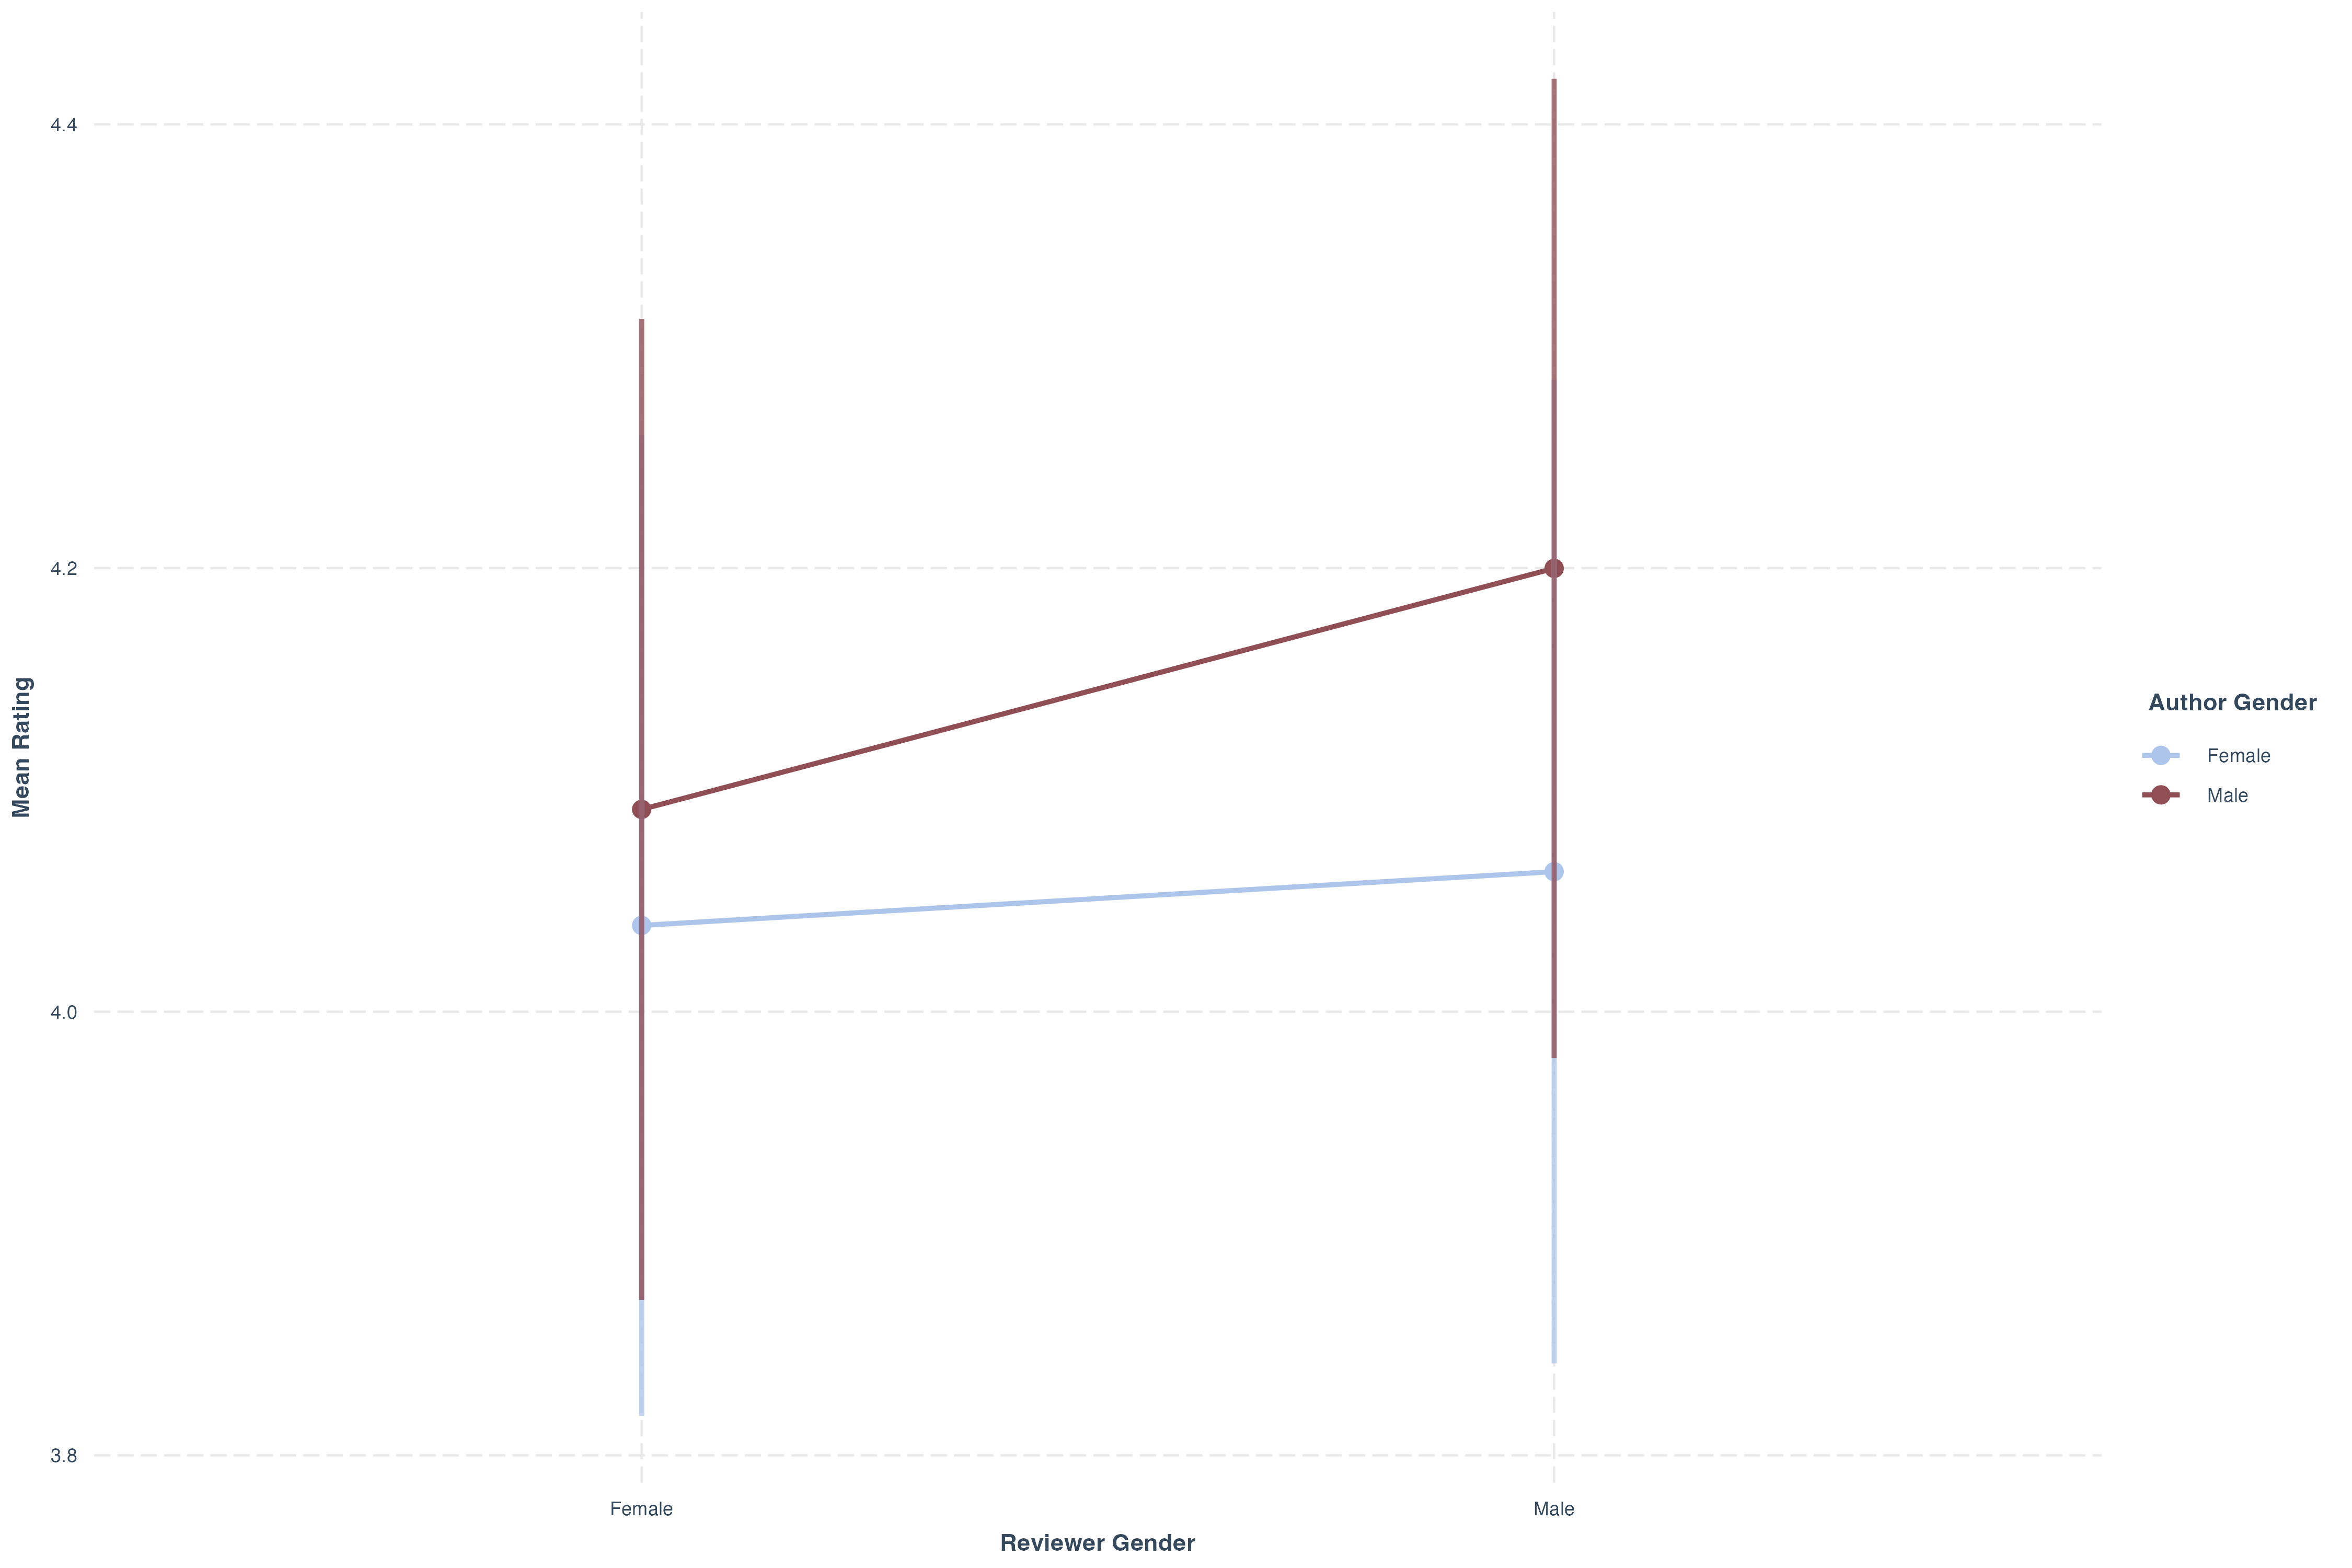 4.4
4.2
4.0
3.8
Mean Rating
Female
Male
Reviewer Gender
Author Gender
Female
Male